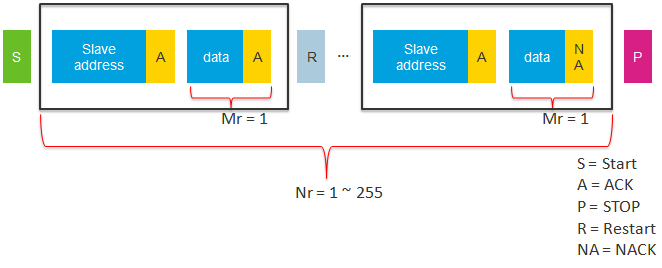 S
Slave
address
A
data
A
R
...
Slave
address
A
data
N
A
P
Mr = 1
Mr = 1
Nr = 1 ~ 255
S = Start
A = ACK
P = STOP
R = Restart
NA = NACK